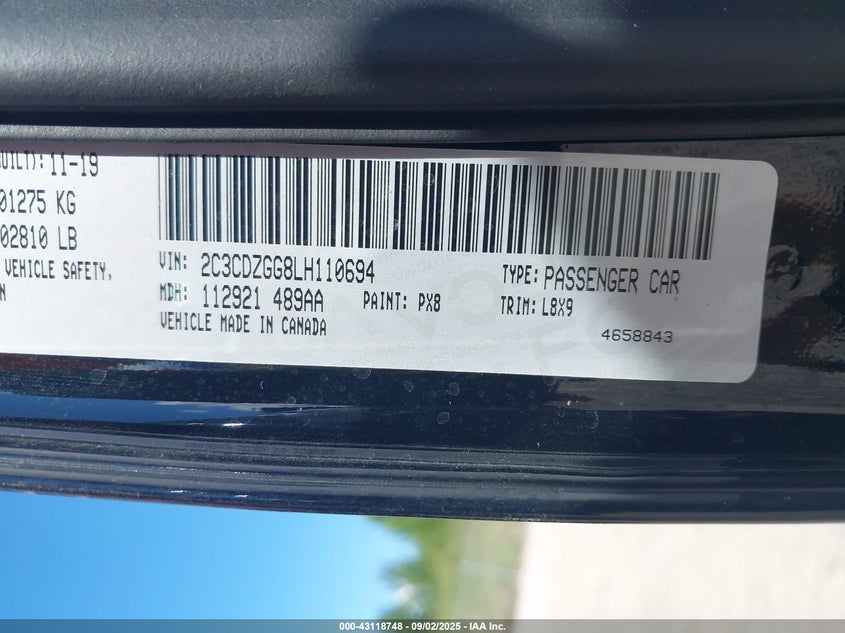 BUILT): 11-19
01275 KG
02810 LB
VEHICLE SAFETY,
VIN: 2C3CDZGG8LH110694
TYPE: PASSENGER CAR
MDH: 112921 489AA
PAINT: PX8
TRIM: L8X9
VEHICLE MADE IN CANADA
4658843
000-43118748 - 09/02/2025 - IAA Inc.